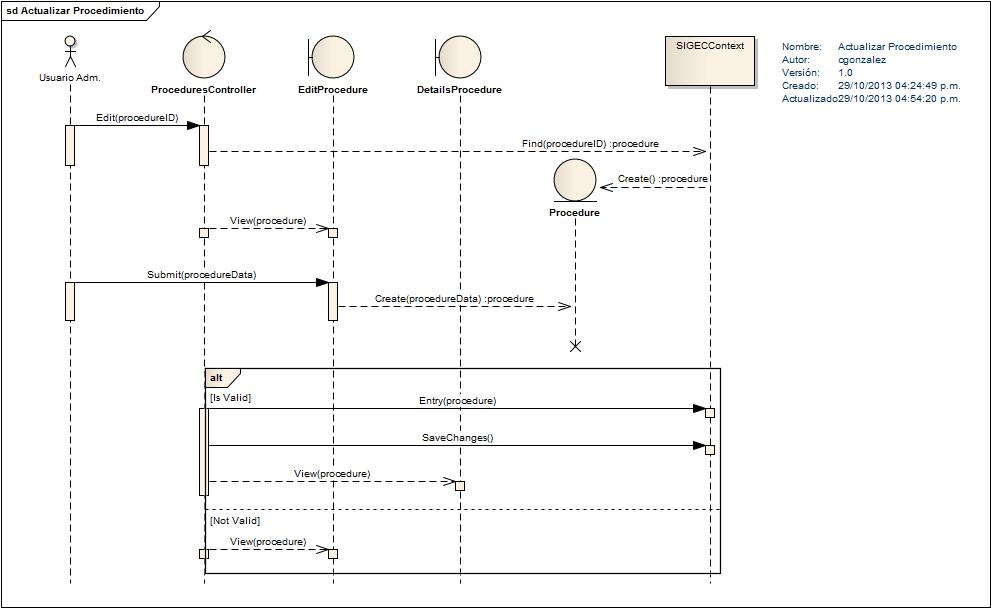 sd Actualizar Procedimiento
Usuario Adm.
ProceduresController
EditProcedure
DetailsProcedure
SIGECContext
Nombre: Actualizar Procedimiento
Autor: cgonzalez
Versión: 1.0
Creado: 29/10/2013 04:24:49 p.m.
Actualizado29/10/2013 04:54:20 p.m.
Edit(procedureID)
Find(procedureID) :procedure
Create() :procedure
Procedure
View(procedure)
Submit(procedureData)
Create(procedureData) :procedure
alt
[Is Valid]
Entry(procedure)
SaveChanges()
View(procedure)
[Not Valid]
View(procedure)